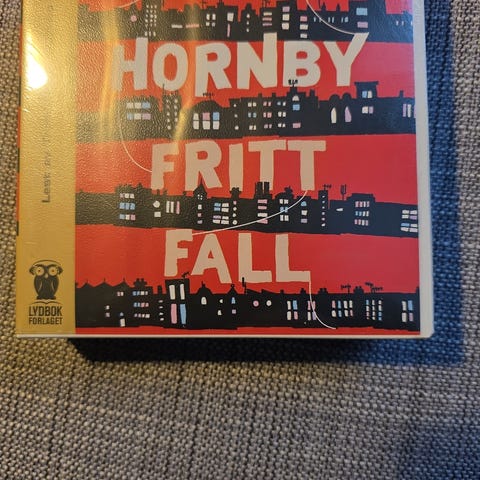 HORNBY
FRITT
FALL
Lest av
LYDBOK
FORLAGET